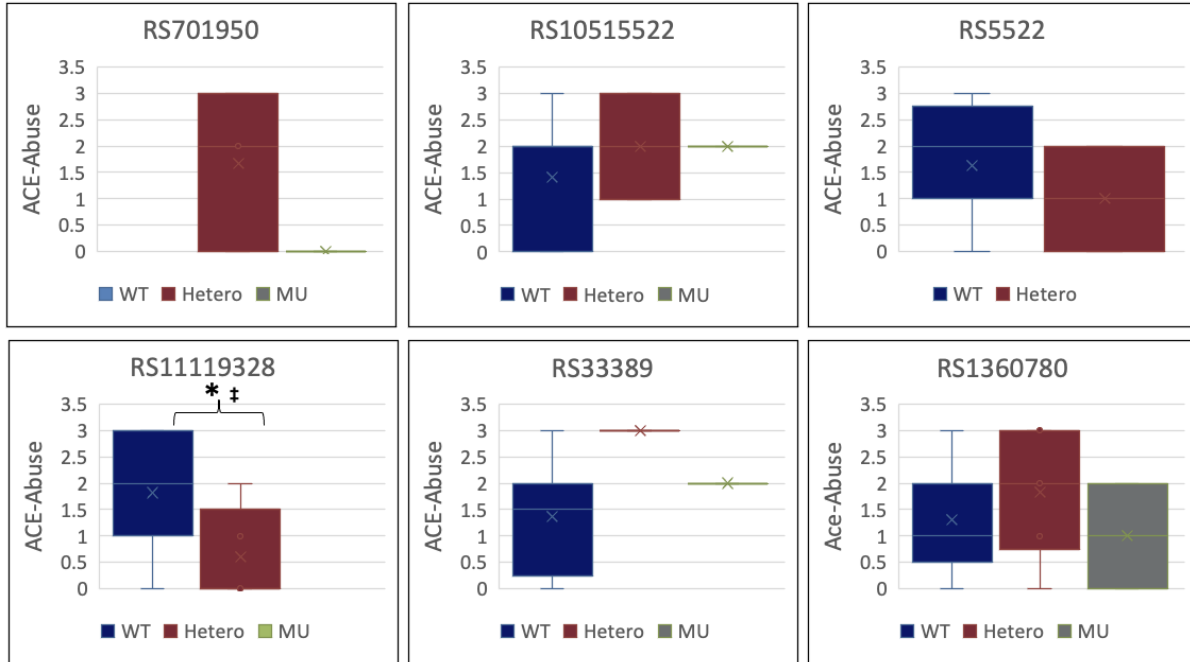 RS701950
ACE-Abuse
3.5
3
2.5
2
1.5
1
0.5
0
WT Hetero MU
RS10515522
ACE-Abuse
3.5
3
2.5
2
1.5
1
0.5
0
WT Hetero MU
RS5522
ACE-Abuse
3.5
3
2.5
2
1.5
1
0.5
0
WT Hetero
RS11119328
* ‡
ACE-Abuse
3.5
3
2.5
2
1.5
1
0.5
0
WT Hetero MU
RS33389
ACE-Abuse
3.5
3
2.5
2
1.5
1
0.5
0
WT Hetero MU
RS1360780
Ace-Abuse
3.5
3
2.5
2
1.5
1
0.5
0
WT Hetero MU